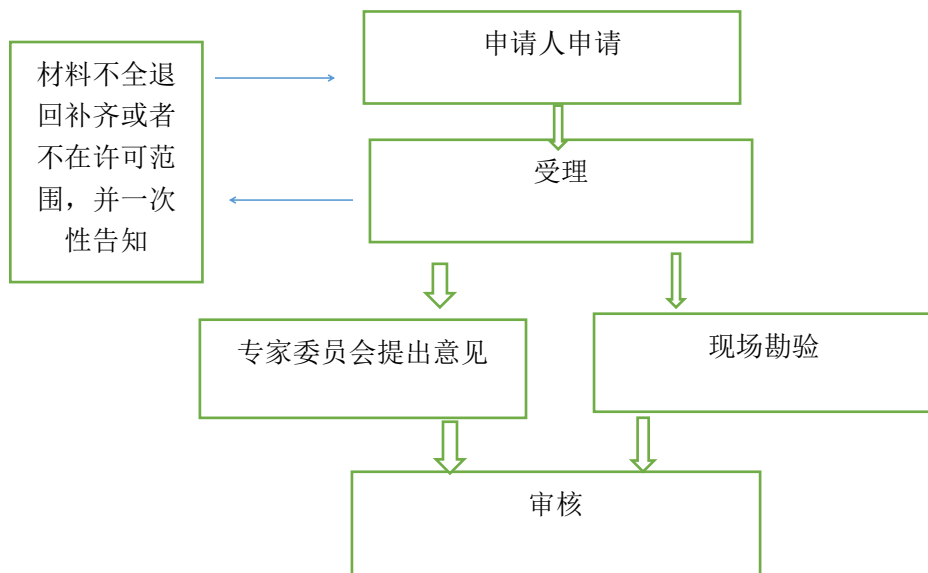 申请人申请
材料不全退
回补齐或者
不在许可范
围，并一次
性告知
受理
专家委员会提出意见
现场勘验
审核